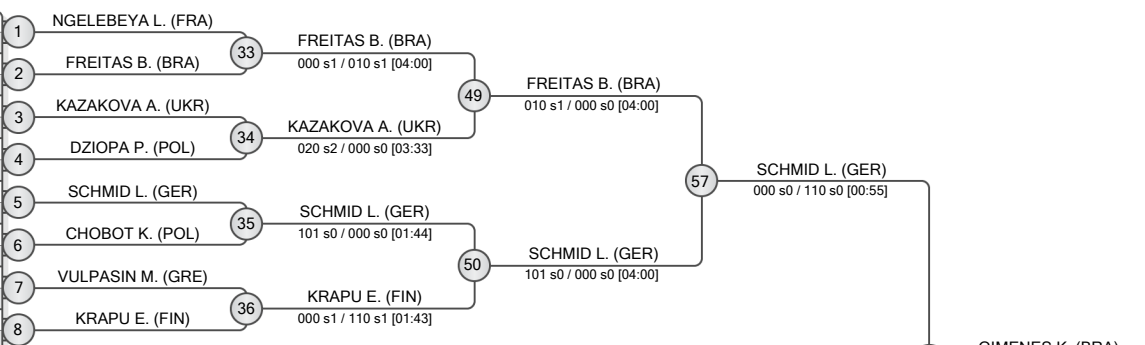 1
NGELEBEYA L. (FRA)
33
FREITAS B. (BRA)
000 s1 / 010 s1 [04:00]
2
FREITAS B. (BRA)
49
FREITAS B. (BRA)
010 s1 / 000 s0 [04:00]
3
KAZAKOVA A. (UKR)
34
KAZAKOVA A. (UKR)
020 s2 / 000 s0 [03:33]
4
DZIOPA P. (POL)
57
SCHMID L. (GER)
000 s0 / 110 s0 [00:55]
5
SCHMID L. (GER)
35
SCHMID L. (GER)
101 s0 / 000 s0 [01:44]
6
CHOBOT K. (POL)
50
SCHMID L. (GER)
101 s0 / 000 s0 [04:00]
7
VULPASIN M. (GRE)
36
KRAPU E. (FIN)
000 s1 / 110 s1 [01:43]
8
KRAPU E. (FIN)